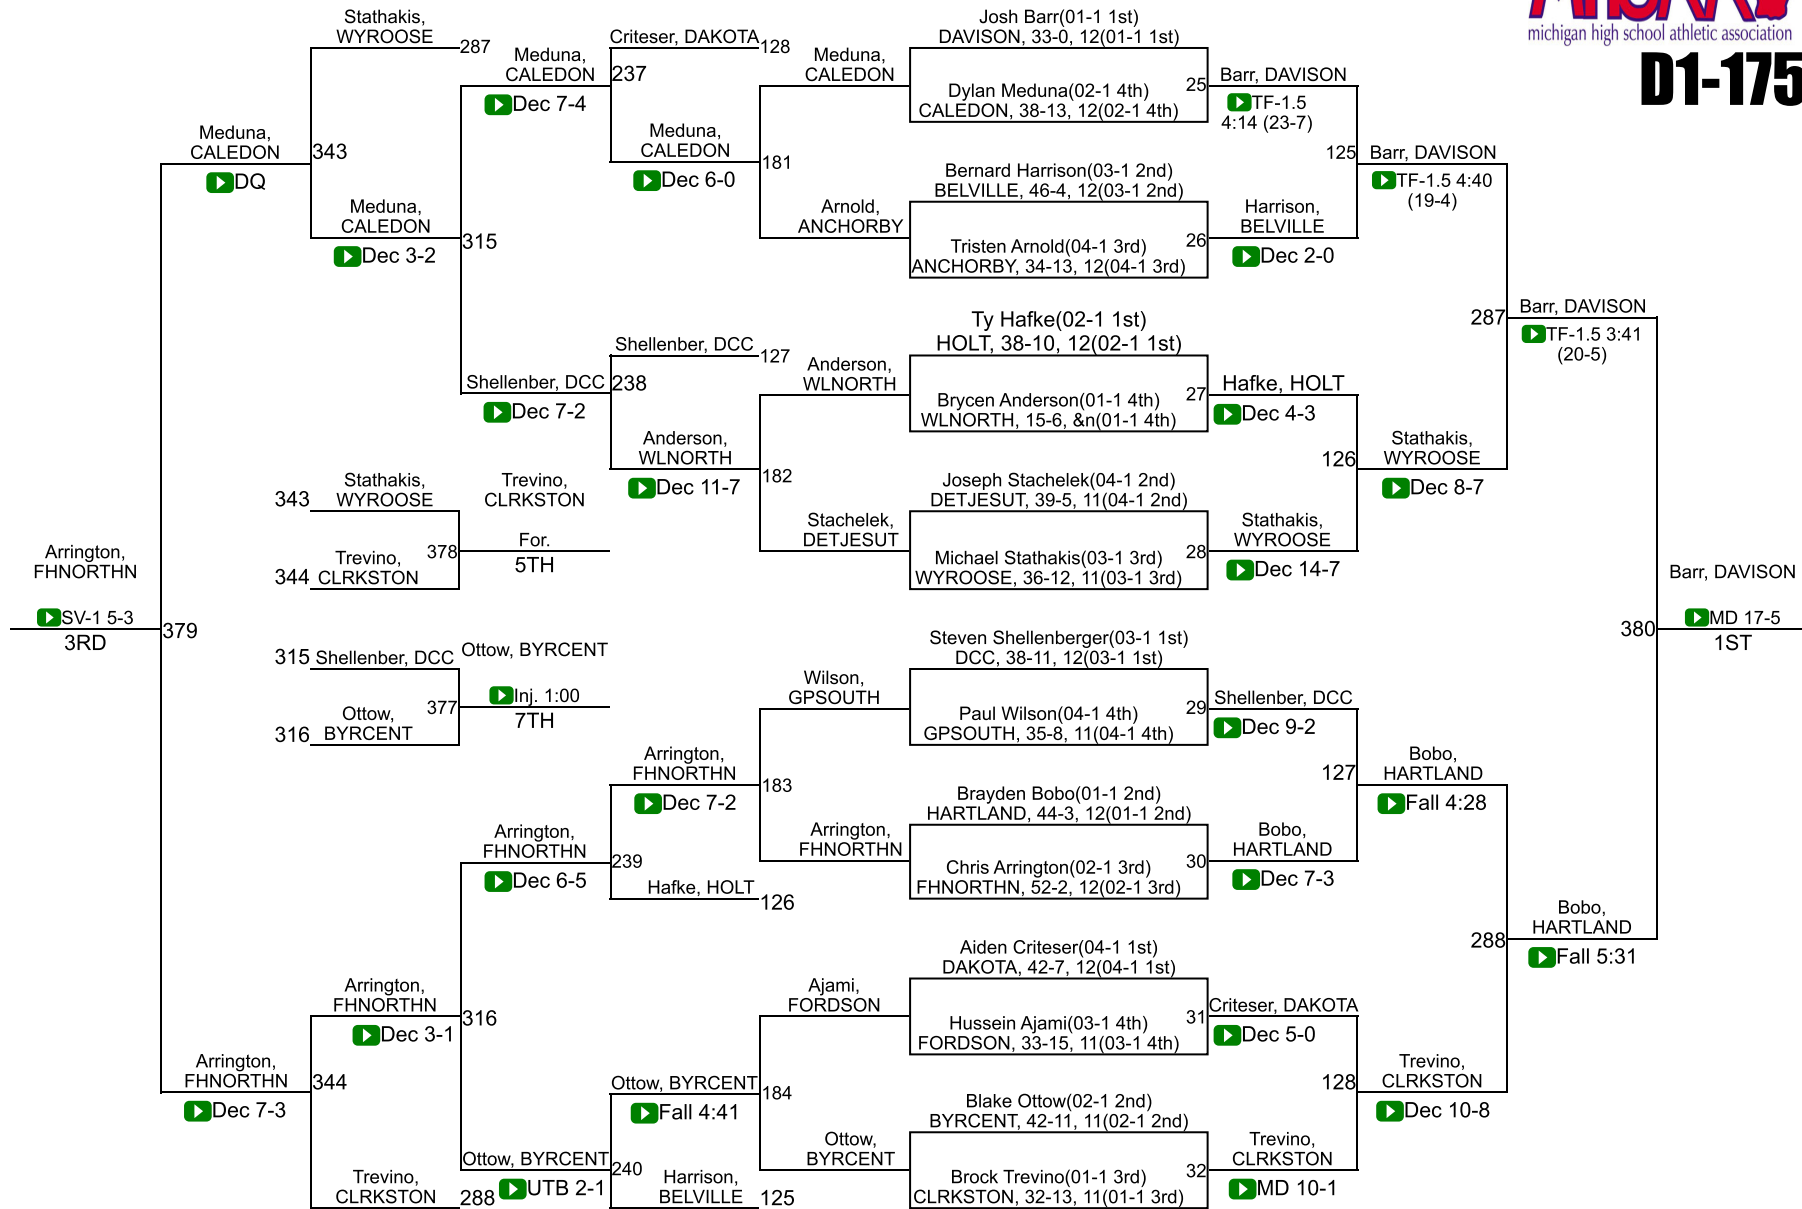 MHSAA
michigan high school athletic association
D1-175
Arrington,
FHNORTHN
SV-1 5-3
3RD
379
Meduna,
CALEDON
DQ
Arrington,
FHNORTHN
Dec 7-3
Stathakis,
WYROOSE
287
343
Meduna,
CALEDON
Dec 3-2
343
Stathakis,
WYROOSE
344
Trevino,
CLRKSTON
378
Trevino,
CLRKSTON
For.
5TH
315
Shellenber, DCC
316
Ottow,
BYRCENT
377
Ottow, BYRCENT
Inj. 1:00
7TH
Arrington,
FHNORTHN
Dec 3-1
344
Trevino,
CLRKSTON
288
Meduna,
CALEDON
Dec 7-4
315
Shellenber, DCC
Dec 7-2
Arrington,
FHNORTHN
Dec 6-5
316
Ottow, BYRCENT
UTB 2-1
Criteser, DAKOTA
128
237
Meduna,
CALEDON
Dec 6-0
Shellenber, DCC
127
238
Anderson,
WLNORTH
Dec 11-7
Arrington,
FHNORTHN
Dec 7-2
239
Hafke, HOLT
126
Ottow, BYRCENT
Fall 4:41
240
Harrison,
BELVILLE
125
Meduna,
CALEDON
181
Arnold,
ANCHORBY
Anderson,
WLNORTH
182
Stachelek,
DETJESUT
Wilson,
GPSOUTH
183
Arrington,
FHNORTHN
Ajami,
FORDSON
184
Ottow,
BYRCENT
Josh Barr(01-1 1st)
DAVISON, 33-0, 12(01-1 1st)
Dylan Meduna(02-1 4th)
CALEDON, 38-13, 12(02-1 4th)
25
Bernard Harrison(03-1 2nd)
BELVILLE, 46-4, 12(03-1 2nd)
Tristen Arnold(04-1 3rd)
ANCHORBY, 34-13, 12(04-1 3rd)
26
Ty Hafke(02-1 1st)
HOLT, 38-10, 12(02-1 1st)
Brycen Anderson(01-1 4th)
WLNORTH, 15-6, &n(01-1 4th)
27
Joseph Stachelek(04-1 2nd)
DETJESUT, 39-5, 11(04-1 2nd)
Michael Stathakis(03-1 3rd)
WYROOSE, 36-12, 11(03-1 3rd)
28
Steven Shellenberger(03-1 1st)
DCC, 38-11, 12(03-1 1st)
Paul Wilson(04-1 4th)
GPSOUTH, 35-8, 11(04-1 4th)
29
Brayden Bobo(01-1 2nd)
HARTLAND, 44-3, 12(01-1 2nd)
Chris Arrington(02-1 3rd)
FHNORTHN, 52-2, 12(02-1 3rd)
30
Aiden Criteser(04-1 1st)
DAKOTA, 42-7, 12(04-1 1st)
Hussein Ajami(03-1 4th)
FORDSON, 33-15, 11(03-1 4th)
31
Blake Ottow(02-1 2nd)
BYRCENT, 42-11, 11(02-1 2nd)
Brock Trevino(01-1 3rd)
CLRKSTON, 32-13, 11(01-1 3rd)
32
Barr, DAVISON
TF-1.5
4:14 (23-7)
125
Harrison,
BELVILLE
Dec 2-0
Hafke, HOLT
Dec 4-3
126
Stathakis,
WYROOSE
Dec 14-7
Shellenber, DCC
Dec 9-2
127
Bobo,
HARTLAND
Dec 7-3
Criteser, DAKOTA
Dec 5-0
128
Trevino,
CLRKSTON
MD 10-1
Barr, DAVISON
TF-1.5 4:40
(19-4)
287
Stathakis,
WYROOSE
Dec 8-7
Bobo,
HARTLAND
Fall 4:28
288
Trevino,
CLRKSTON
Dec 10-8
Barr, DAVISON
TF-1.5 3:41
(20-5)
380
Bobo,
HARTLAND
Fall 5:31
Barr, DAVISON
MD 17-5
1ST